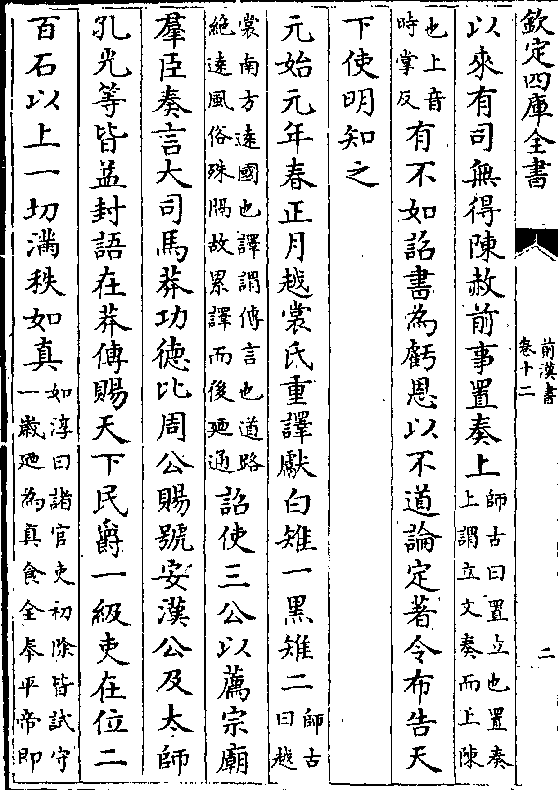 欽定四庫全書
前漢書
卷十二
二
以來有司無得陳赦前事置奏上師古曰置立也置奏上謂立文奏而上陳
也上音時掌反有不如詔書為虧恩以不道論定著令布告天
下使明知之
元始元年春正月越裳氏重譯獻白雉一黑雉二師古曰越
裳南方遠國也譯謂傳言也道路絶遠風俗殊隔故累譯而後廼通詔使三公以薦宗廟
羣臣奏言大司馬莽功德比周公賜號安漢公及太師
孔光等皆益封語在莽傳賜天下民爵一級吏在位二
百石以上一切滿秩如真如淳曰諸官吏初除皆試守一嵗廼為真食全奉平帝即